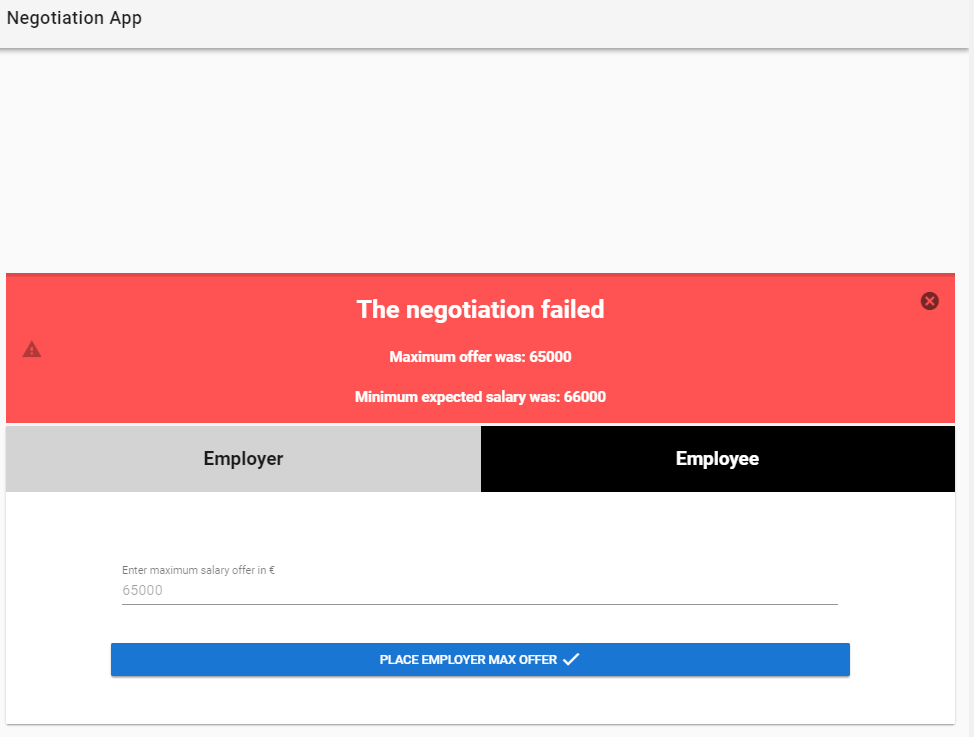 Negotiation App
The negotiation failed
Maximum offer was: 65000
Minimum expected salary was: 66000
Employer
Employee
Enter maximum salary offer in €
65000
PLACE EMPLOYER MAX OFFER